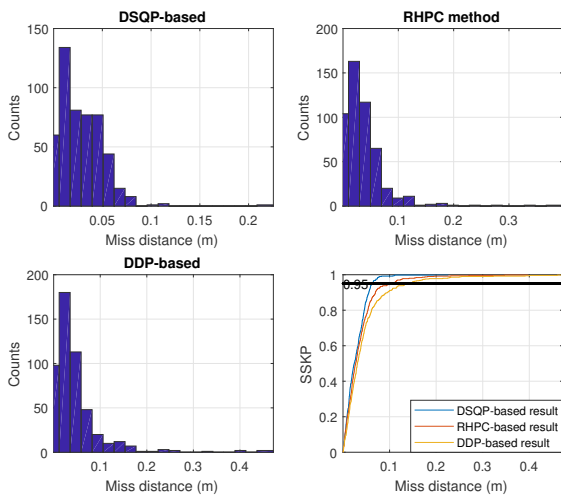 DSQP-based
150
100
50
0
Counts
0.05 0.1 0.15 0.2
Miss distance (m)
RHPC method
200
150
100
50
0
Counts
0.1 0.2 0.3
Miss distance (m)
DDP-based
200
150
100
50
0
Counts
0.1 0.2 0.3 0.4
Miss distance (m)
1
0.95
0.8
0.6
0.4
0.2
0
SSKP
0 0.1 0.2 0.3 0.4
Miss distance (m)
DSQP-based result
RHPC-based result
DDP-based result